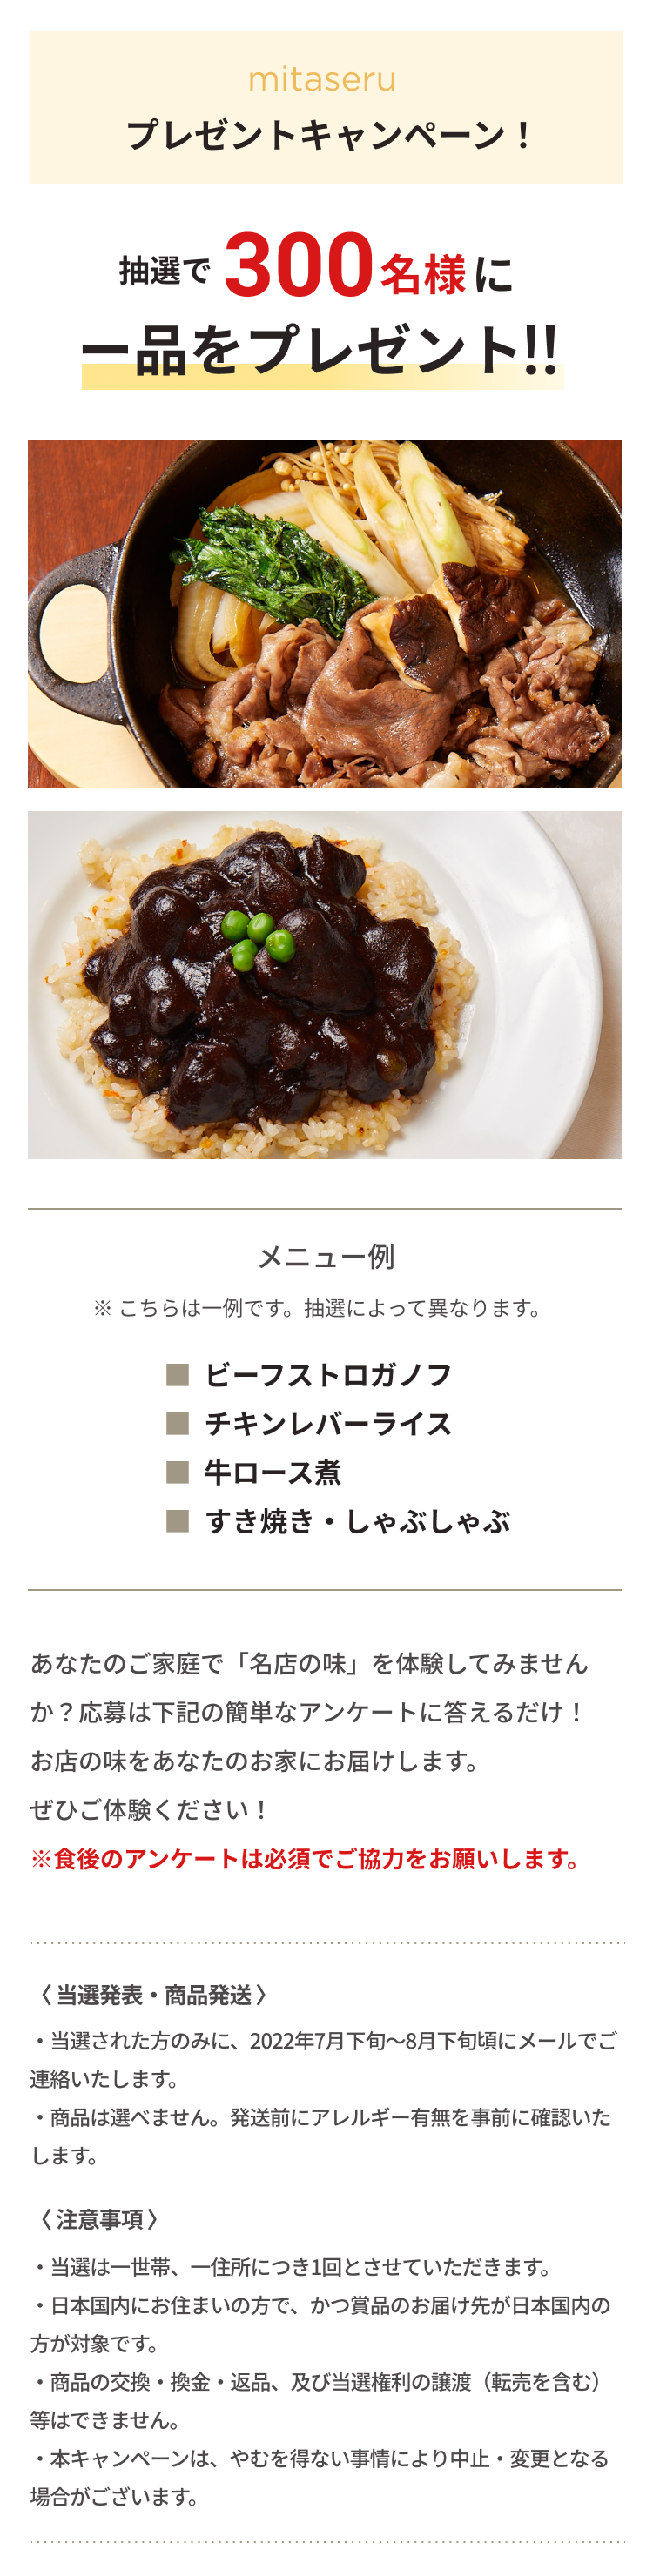 mitaseru
プレゼントキャンペーン！
抽選で 300名様に
一品をプレゼント!!
メニュー例
※ こちらは一例です。抽選によって異なります。
■ ビーフストロガノフ
■ チキンレバーライス
■ 牛ロース煮
■ すき焼き・しゃぶしゃぶ
あなたのご家庭で「名店の味」を体験してみません
か？応募は下記の簡単なアンケートに答えるだけ！
お店の味をあなたのお家にお届けします。
ぜひご体験ください！
※食後のアンケートは必須でご協力をお願いします。
〈 当選発表・商品発送 〉
・当選された方のみに、2022年7月下旬〜8月下旬頃にメールでご
連絡いたします。
・商品は選べません。発送前にアレルギー有無を事前に確認いた
します。
〈 注意事項 〉
・当選は一世帯、一住所につき1回とさせていただきます。
・日本国内にお住まいの方で、かつ賞品のお届け先が日本国内の
方が対象です。
・商品の交換・換金・返品、及び当選権利の譲渡（転売を含む）
等はできません。
・本キャンペーンは、やむを得ない事情により中止・変更となる
場合がございます。